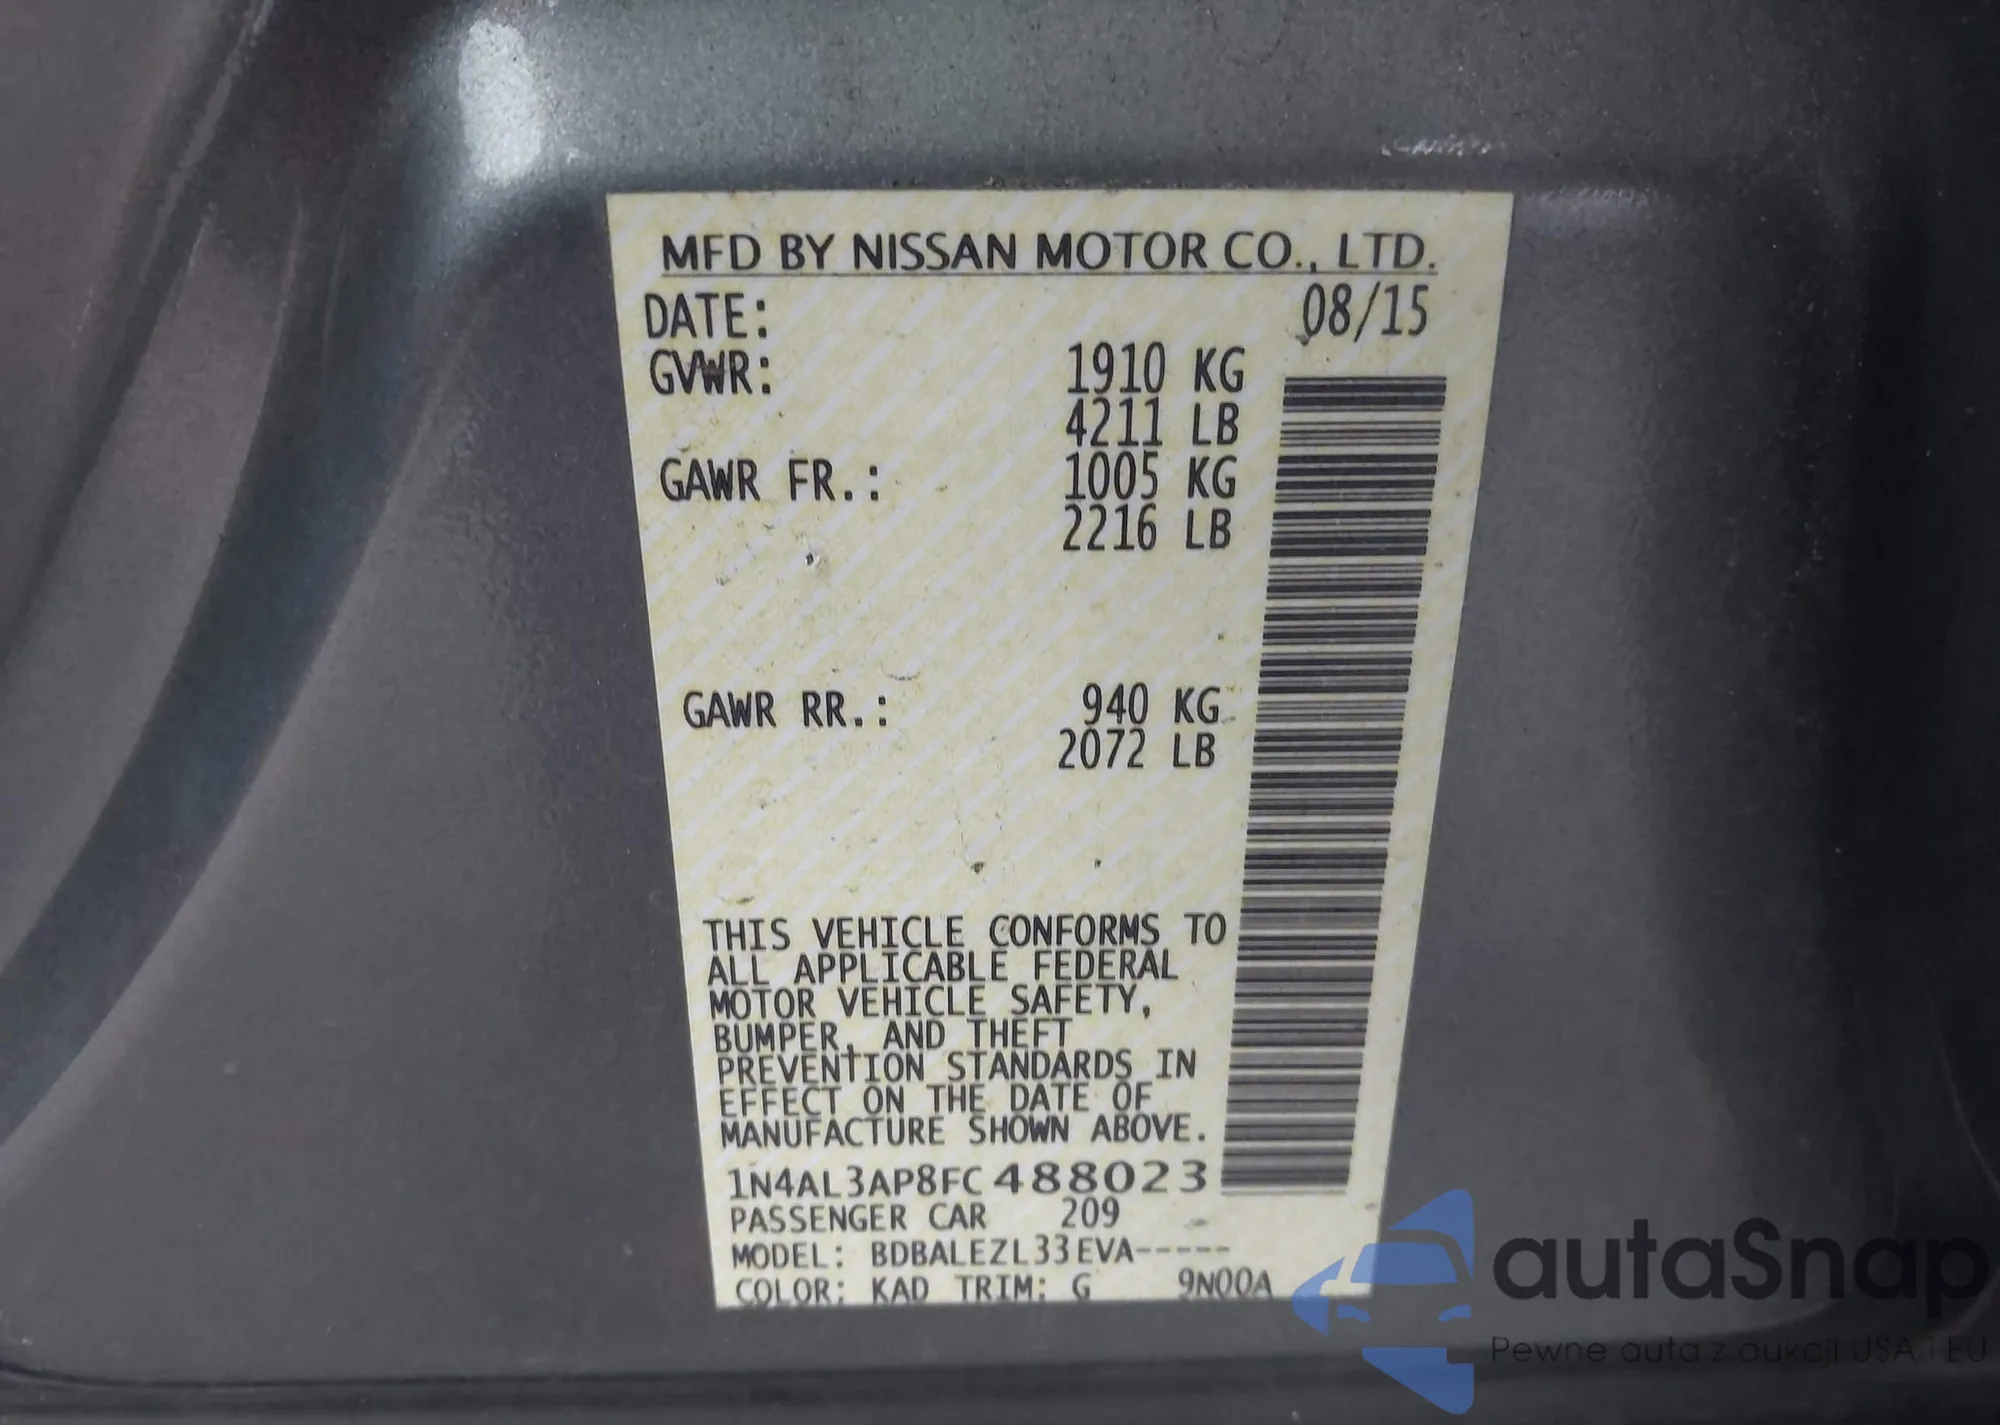 MFD BY NISSAN MOTOR CO., LTD.
DATE: 08/15
GVWR: 1910 KG
4211 LB
GAWR FR.: 1005 KG
2216 LB
GAWR RR.: 940 KG
2072 LB
THIS VEHICLE CONFORMS TO
ALL APPLICABLE FEDERAL
MOTOR VEHICLE SAFETY,
BUMPER, AND THEFT
PREVENTION STANDARDS IN
EFFECT ON THE DATE OF
MANUFACTURE SHOWN ABOVE.
1N4AL3AP8FC488023
PASSENGER CAR 209
MODEL: BDBALEZL33EVA-----
COLOR: KAD TRIM: G 9N00A
autaSnap
Pewne auta z aukcji USA i EU